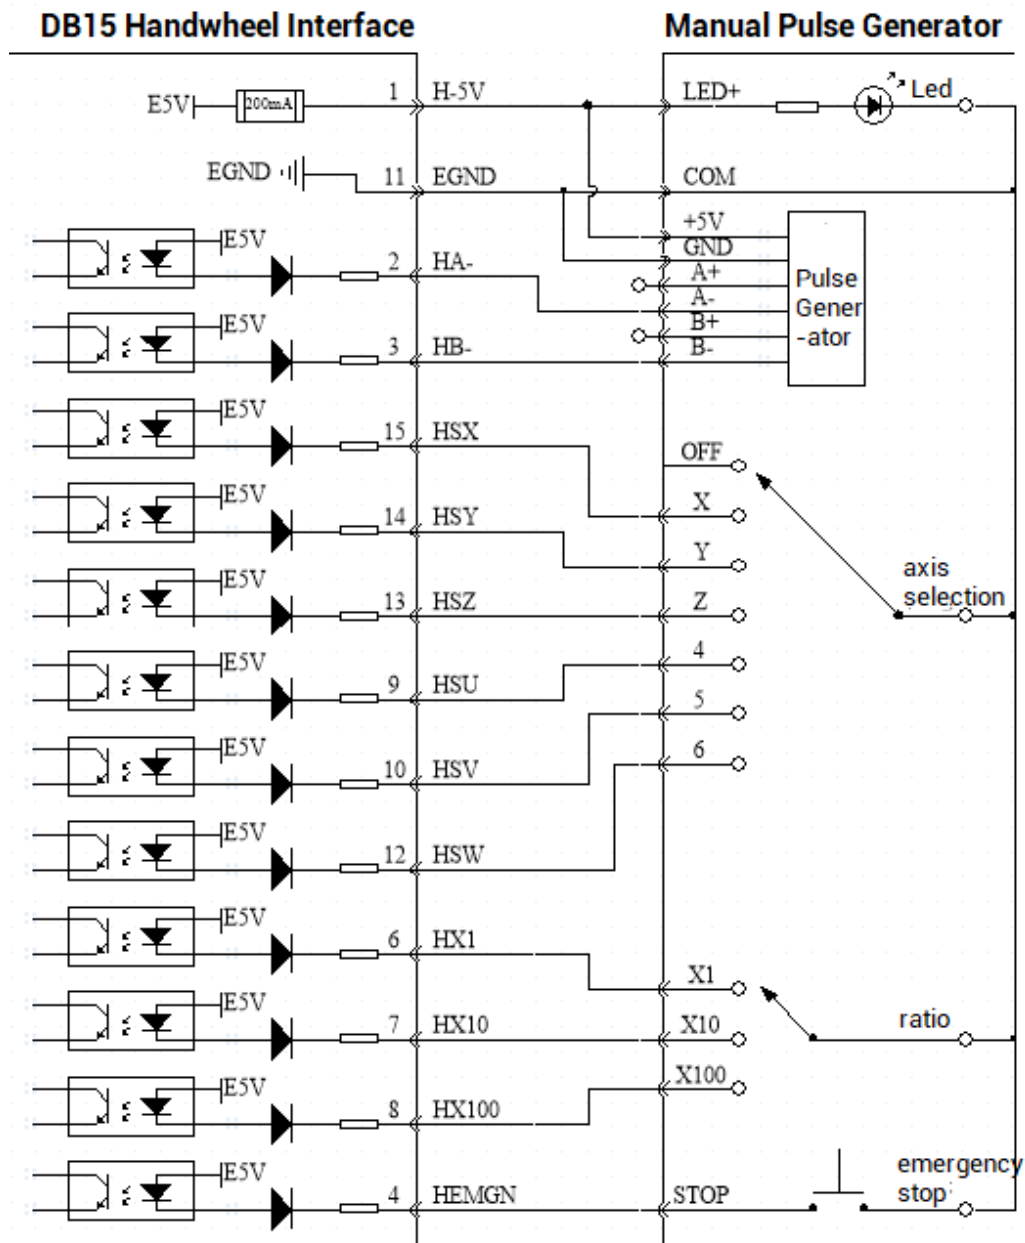 DB15 Handwheel Interface Manual Pulse Generator
E5V 200mA 1 H-5V LED+ Led
EGND 11 EGND COM
+5V
E5V GND
2 HA- A+ Pulse
A- Gener
E5V B+ -ator
3 HB- B-
E5V
15 HSX OFF
E5V X
14 HSY Y
axis
E5V selection
13 HSZ Z
E5V 4
9 HSU 5
E5V 6
10 HSV
E5V
12 HSW
E5V
6 HX1 X1
E5V
7 HX10 X10 ratio
E5V X100
8 HX100
E5V emergency
4 HEMGN STOP stop